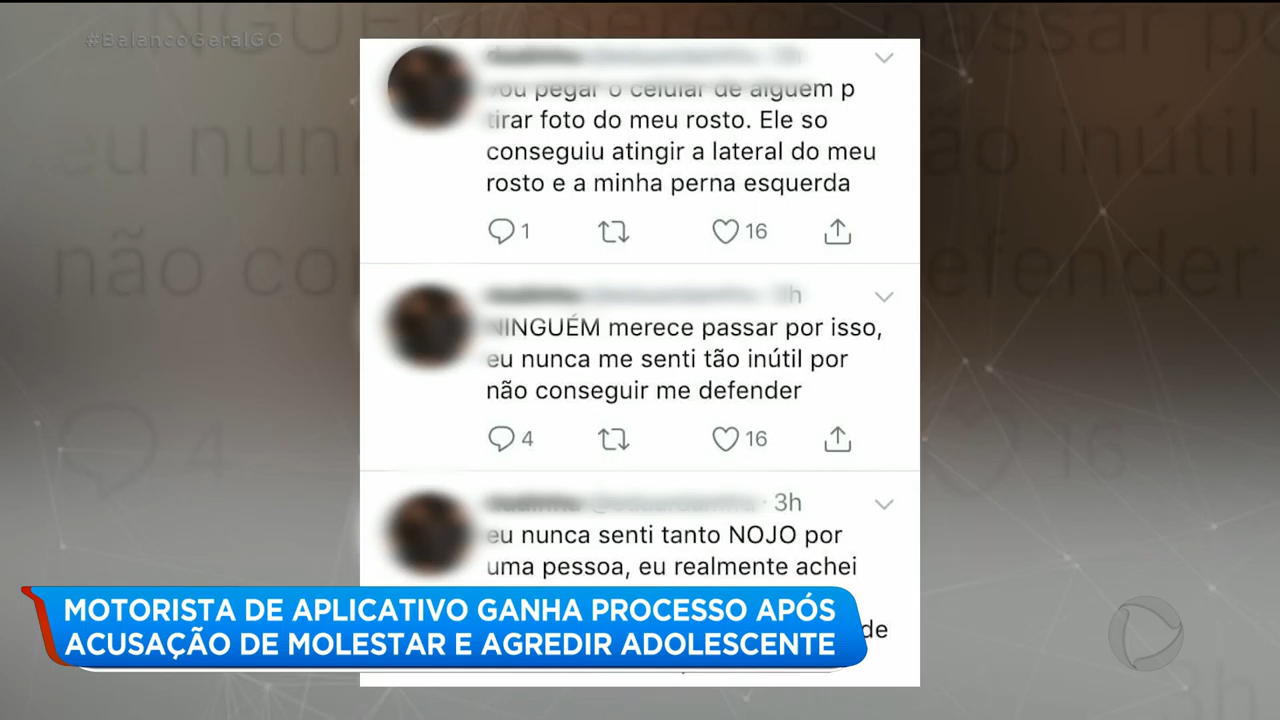 #BalancoGeralGO
vou pegar o celular de alguem p
tirar foto do meu rosto. Ele so
conseguiu atingir a lateral do meu
rosto e a minha perna esquerda
1
16
NINGUÉM merece passar por isso,
eu nunca me senti tão inútil por
não conseguir me defender
4
16
· 3h
eu nunca senti tanto NOJO por
uma pessoa, eu realmente achei
de
MOTORISTA DE APLICATIVO GANHA PROCESSO APÓS
ACUSAÇÃO DE MOLESTAR E AGREDIR ADOLESCENTE